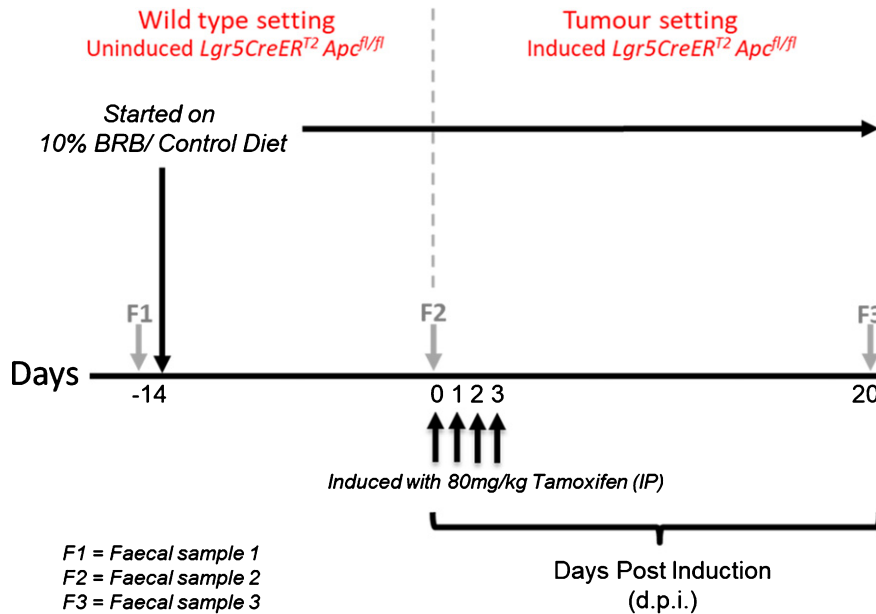 Wild type setting
Uninduced Lgr5CreERT2 Apcfl/fl
Tumour setting
Induced Lgr5CreERT2 Apcfl/fl
Started on
10% BRB/ Control Diet
F1
F2
F3
Days
-14
0 1 2 3
20
Induced with 80mg/kg Tamoxifen (IP)
F1 = Faecal sample 1
F2 = Faecal sample 2
F3 = Faecal sample 3
Days Post Induction
(d.p.i.)